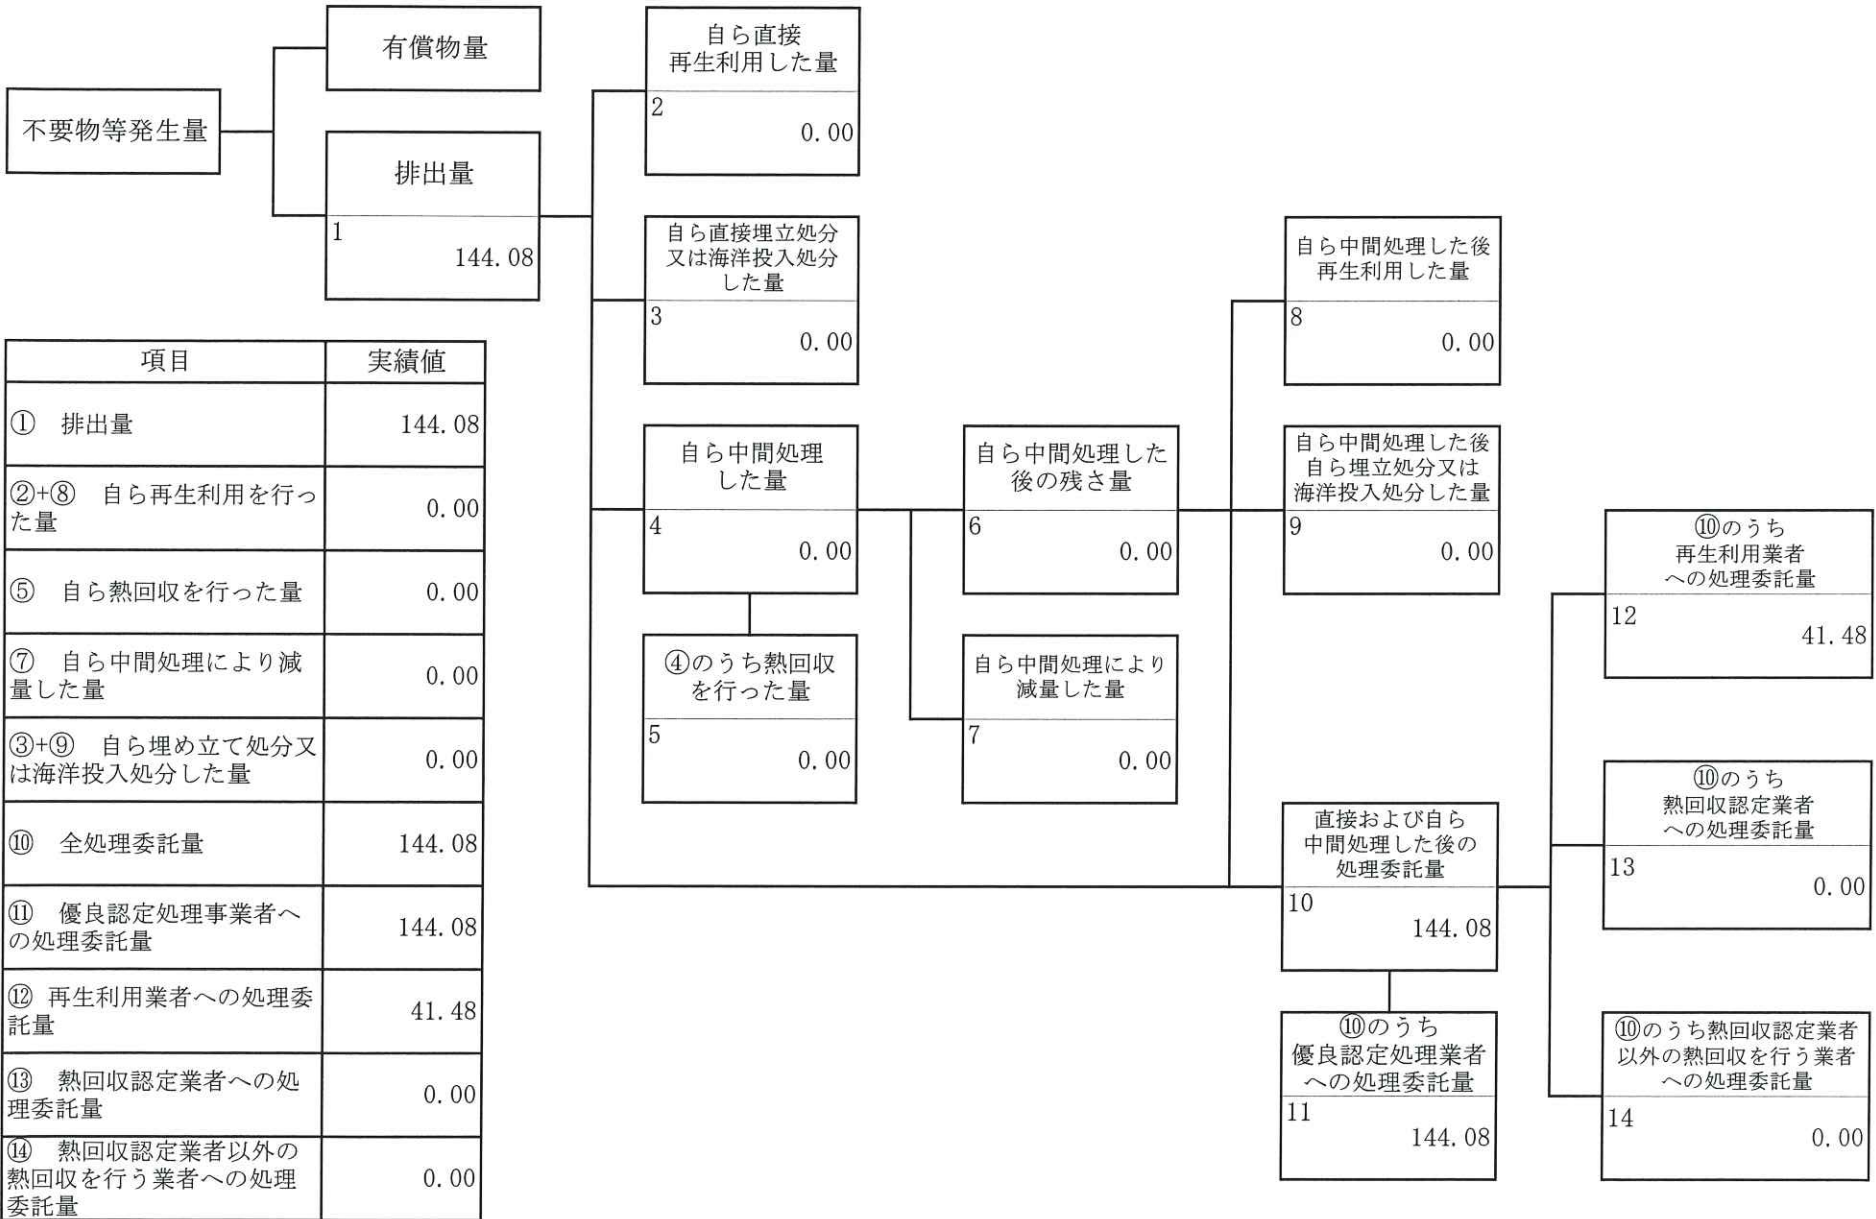 不要物等発生量
有償物量
排出量
1
144.08
自ら直接
再生利用した量
2
0.00
自ら直接埋立処分
又は海洋投入処分
した量
3
0.00
自ら中間処理
した量
4
0.00
④のうち熱回収
を行った量
5
0.00
自ら中間処理した
後の残さ量
6
0.00
自ら中間処理により
減量した量
7
0.00
自ら中間処理した後
再生利用した量
8
0.00
自ら中間処理した後
自ら埋立処分又は
海洋投入処分した量
9
0.00
直接および自ら
中間処理した後の
処理委託量
10
144.08
⑩のうち
優良認定処理業者
への処理委託量
11
144.08
⑩のうち
再生利用業者
への処理委託量
12
41.48
⑩のうち
熱回収認定業者
への処理委託量
13
0.00
⑩のうち熱回収認定業者
以外の熱回収を行う業者
への処理委託量
14
0.00
項目 実績値
① 排出量 144.08
②+⑧ 自ら再生利用を行っ
た量 0.00
⑤ 自ら熱回収を行った量 0.00
⑦ 自ら中間処理により減
量した量 0.00
③+⑨ 自ら埋め立て処分又
は海洋投入処分した量 0.00
⑩ 全処理委託量 144.08
⑪ 優良認定処理事業者へ
の処理委託量 144.08
⑫ 再生利用業者への処理委
託量 41.48
⑬ 熱回収認定業者への処
理委託量 0.00
⑭ 熱回収認定業者以外の
熱回収を行う業者への処理
委託量 0.00